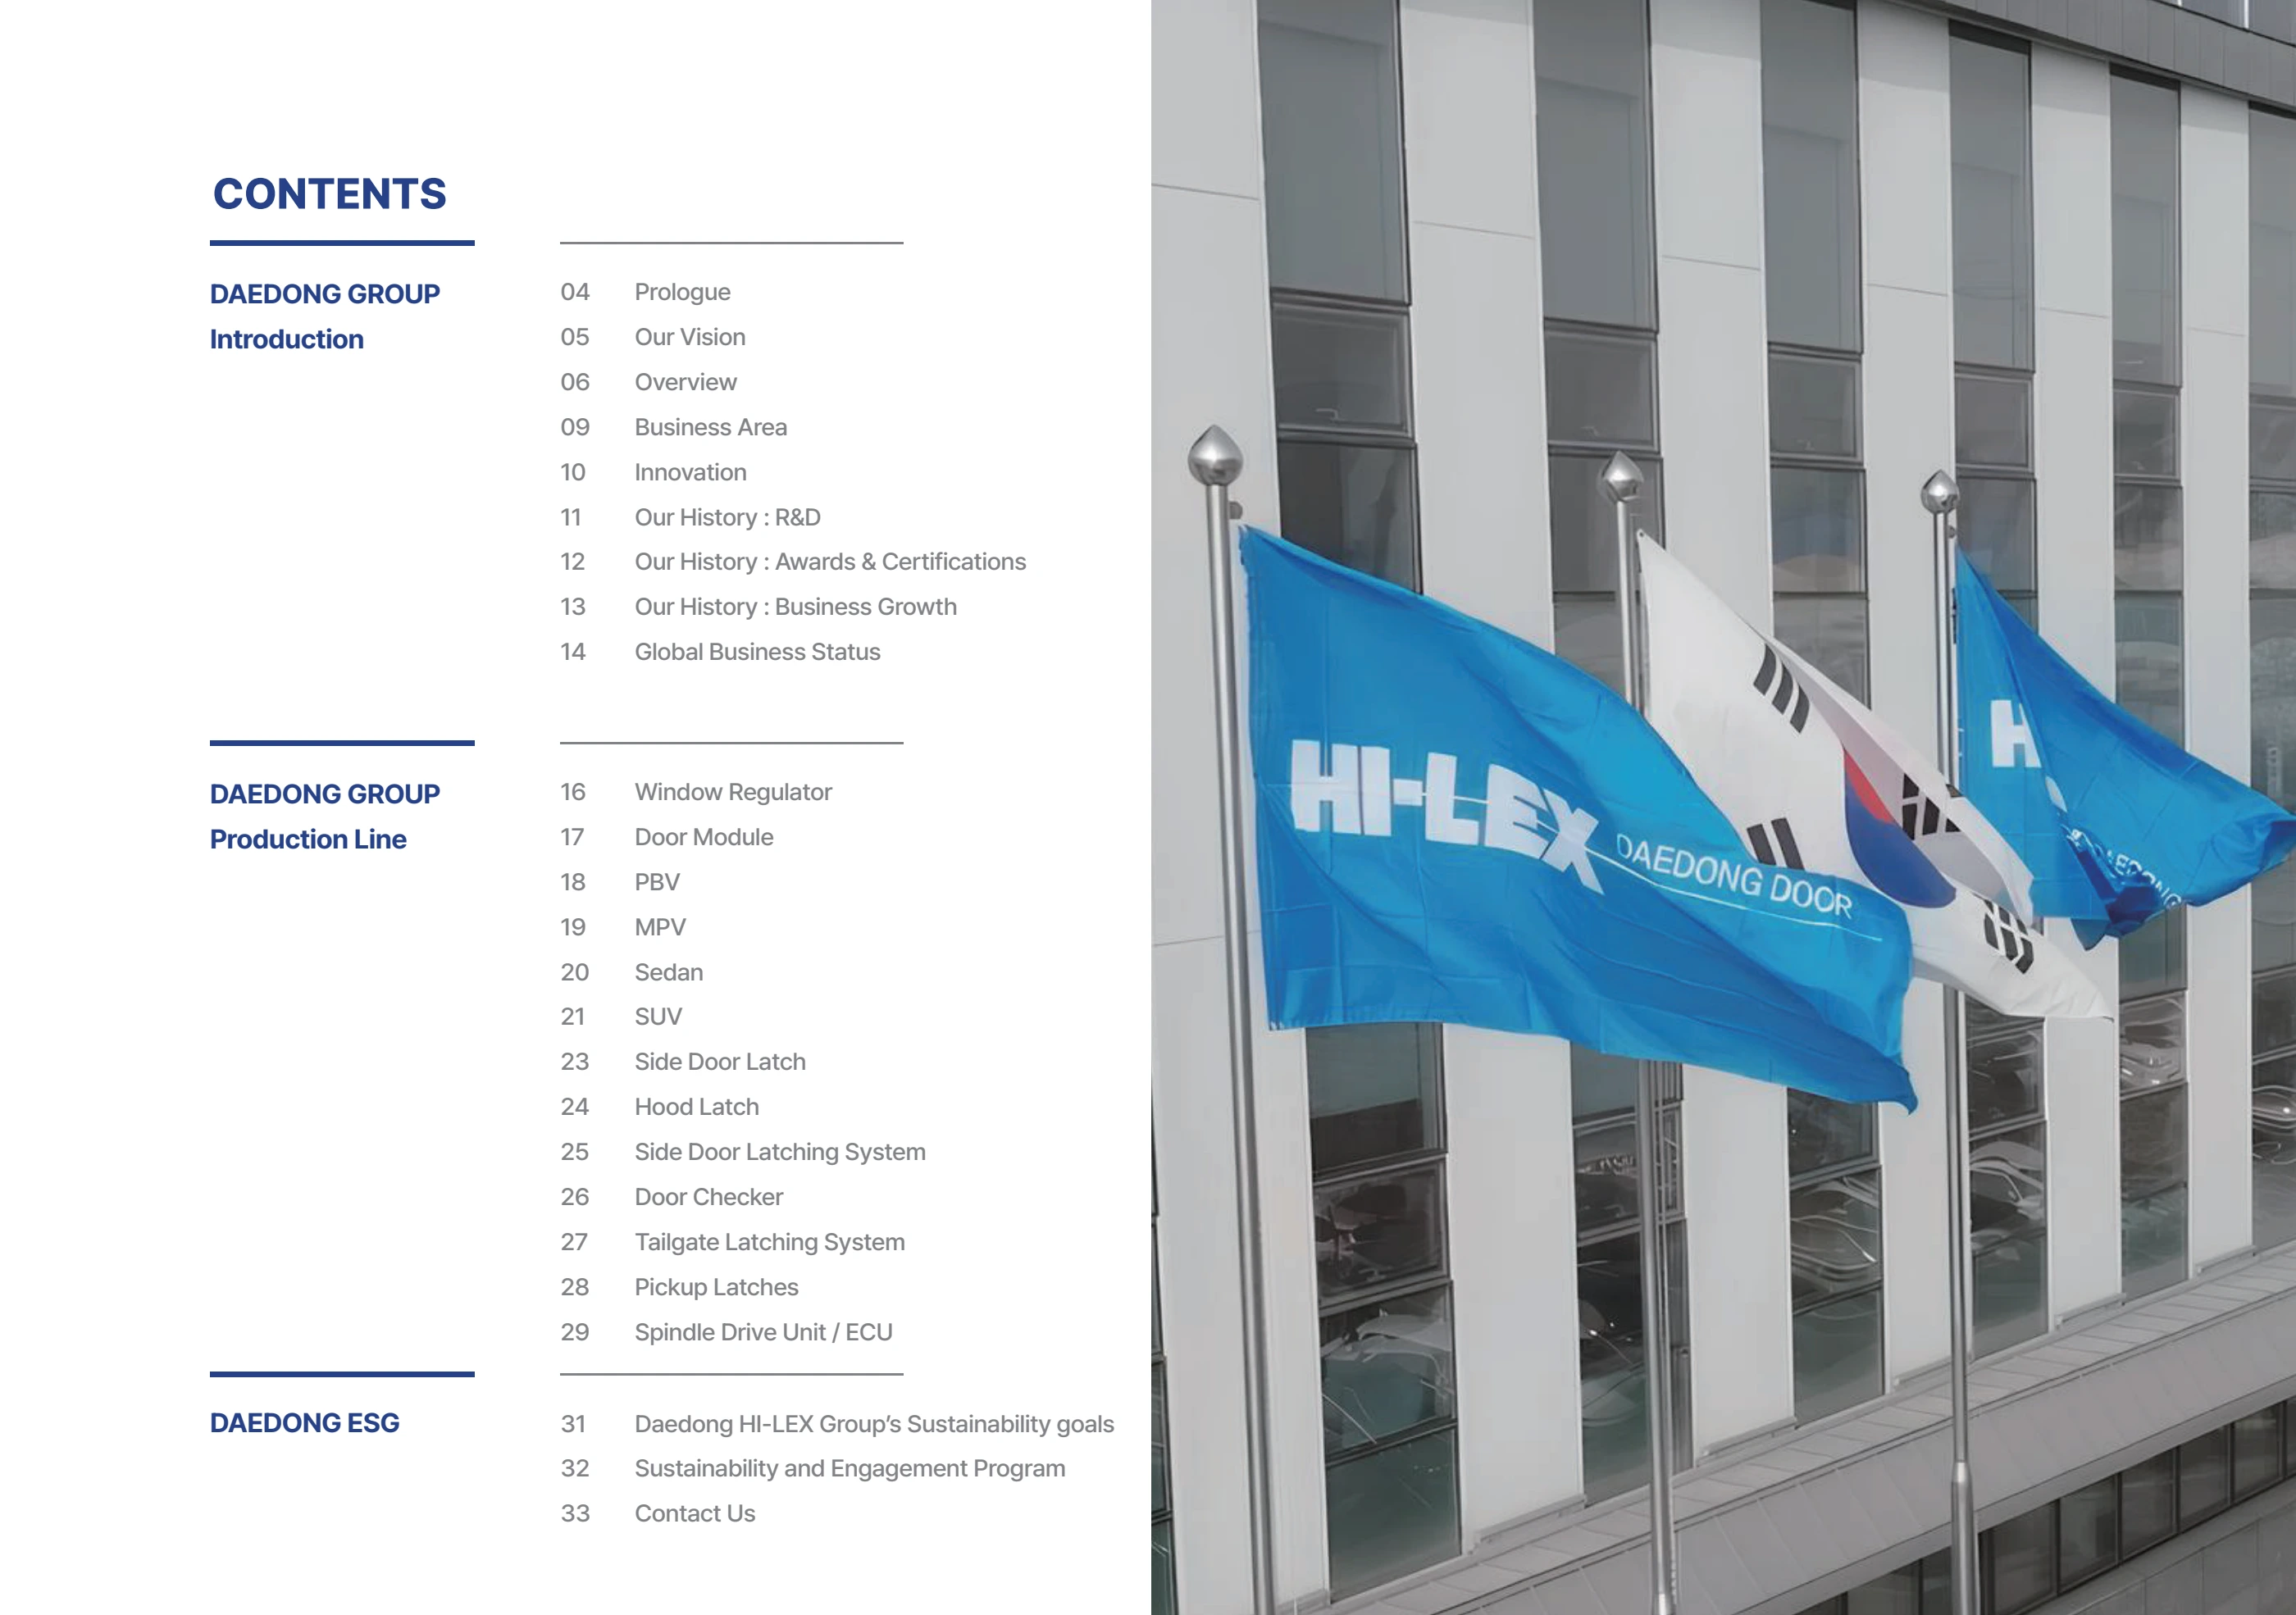 CONTENTS
DAEDONG GROUP
Introduction
04 Prologue
05 Our Vision
06 Overview
09 Business Area
10 Innovation
11 Our History : R&D
12 Our History : Awards & Certifications
13 Our History : Business Growth
14 Global Business Status
DAEDONG GROUP
Production Line
16 Window Regulator
17 Door Module
18 PBV
19 MPV
20 Sedan
21 SUV
23 Side Door Latch
24 Hood Latch
25 Side Door Latching System
26 Door Checker
27 Tailgate Latching System
28 Pickup Latches
29 Spindle Drive Unit / ECU
DAEDONG ESG
31 Daedong HI-LEX Group’s Sustainability goals
32 Sustainability and Engagement Program
33 Contact Us
HI-LEX DAEDONG DOOR